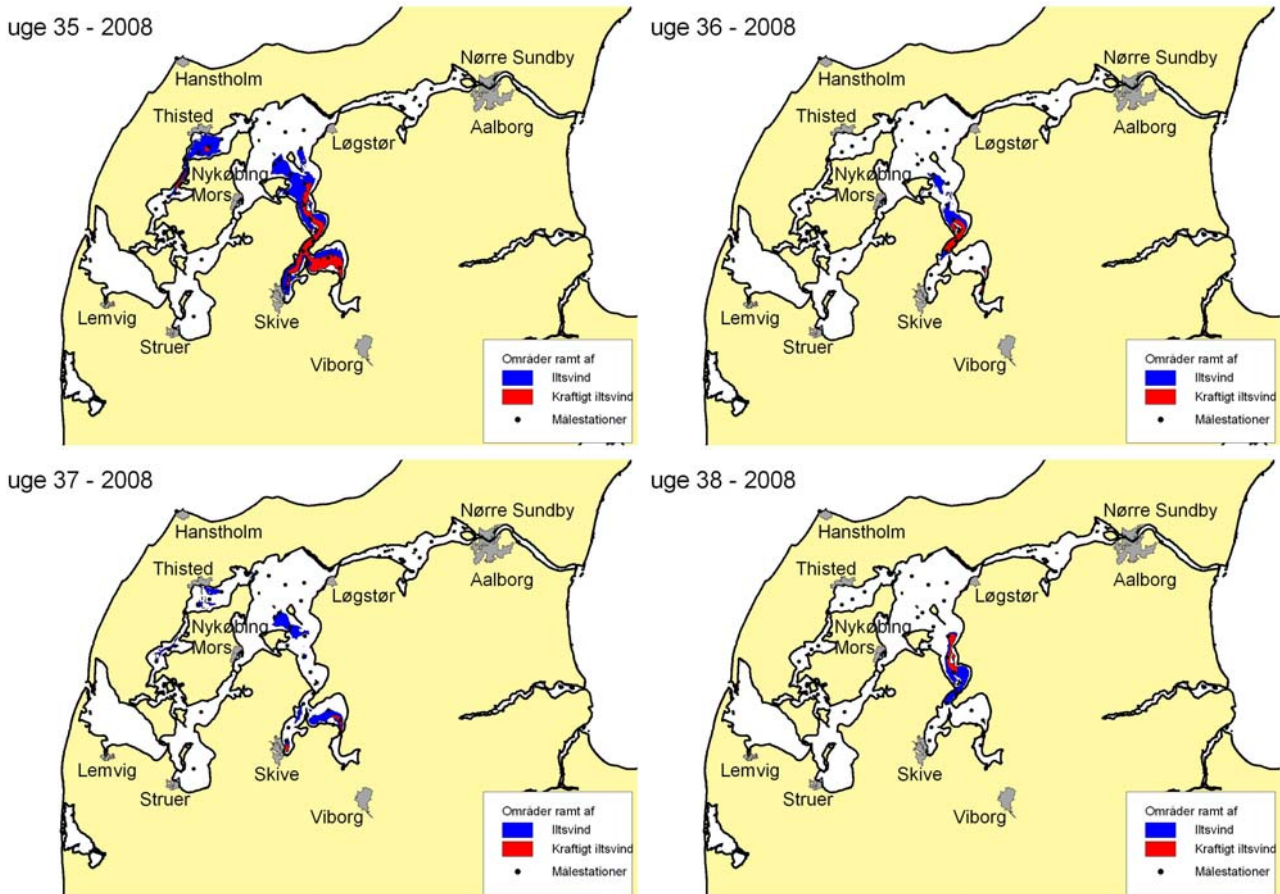 uge 35 - 2008
Hanstholm
Nørre Sundby
Thisted
Aalborg
Løgstør
Nykøbing
Mors
Lemvig
Skive
Struer
Viborg
Områder ramt af
Iltsvind
Kraftigt iltsvind
Målestationer
uge 36 - 2008
Hanstholm
Nørre Sundby
Thisted
Aalborg
Løgstør
Nykøbing
Mors
Lemvig
Skive
Struer
Viborg
Områder ramt af
Iltsvind
Kraftigt iltsvind
Målestationer
uge 37 - 2008
Hanstholm
Nørre Sundby
Thisted
Aalborg
Løgstør
Nykøbing
Mors
Lemvig
Skive
Struer
Viborg
Områder ramt af
Iltsvind
Kraftigt iltsvind
Målestationer
uge 38 - 2008
Hanstholm
Nørre Sundby
Thisted
Aalborg
Løgstør
Nykøbing
Mors
Lemvig
Skive
Struer
Viborg
Områder ramt af
Iltsvind
Kraftigt iltsvind
Målestationer